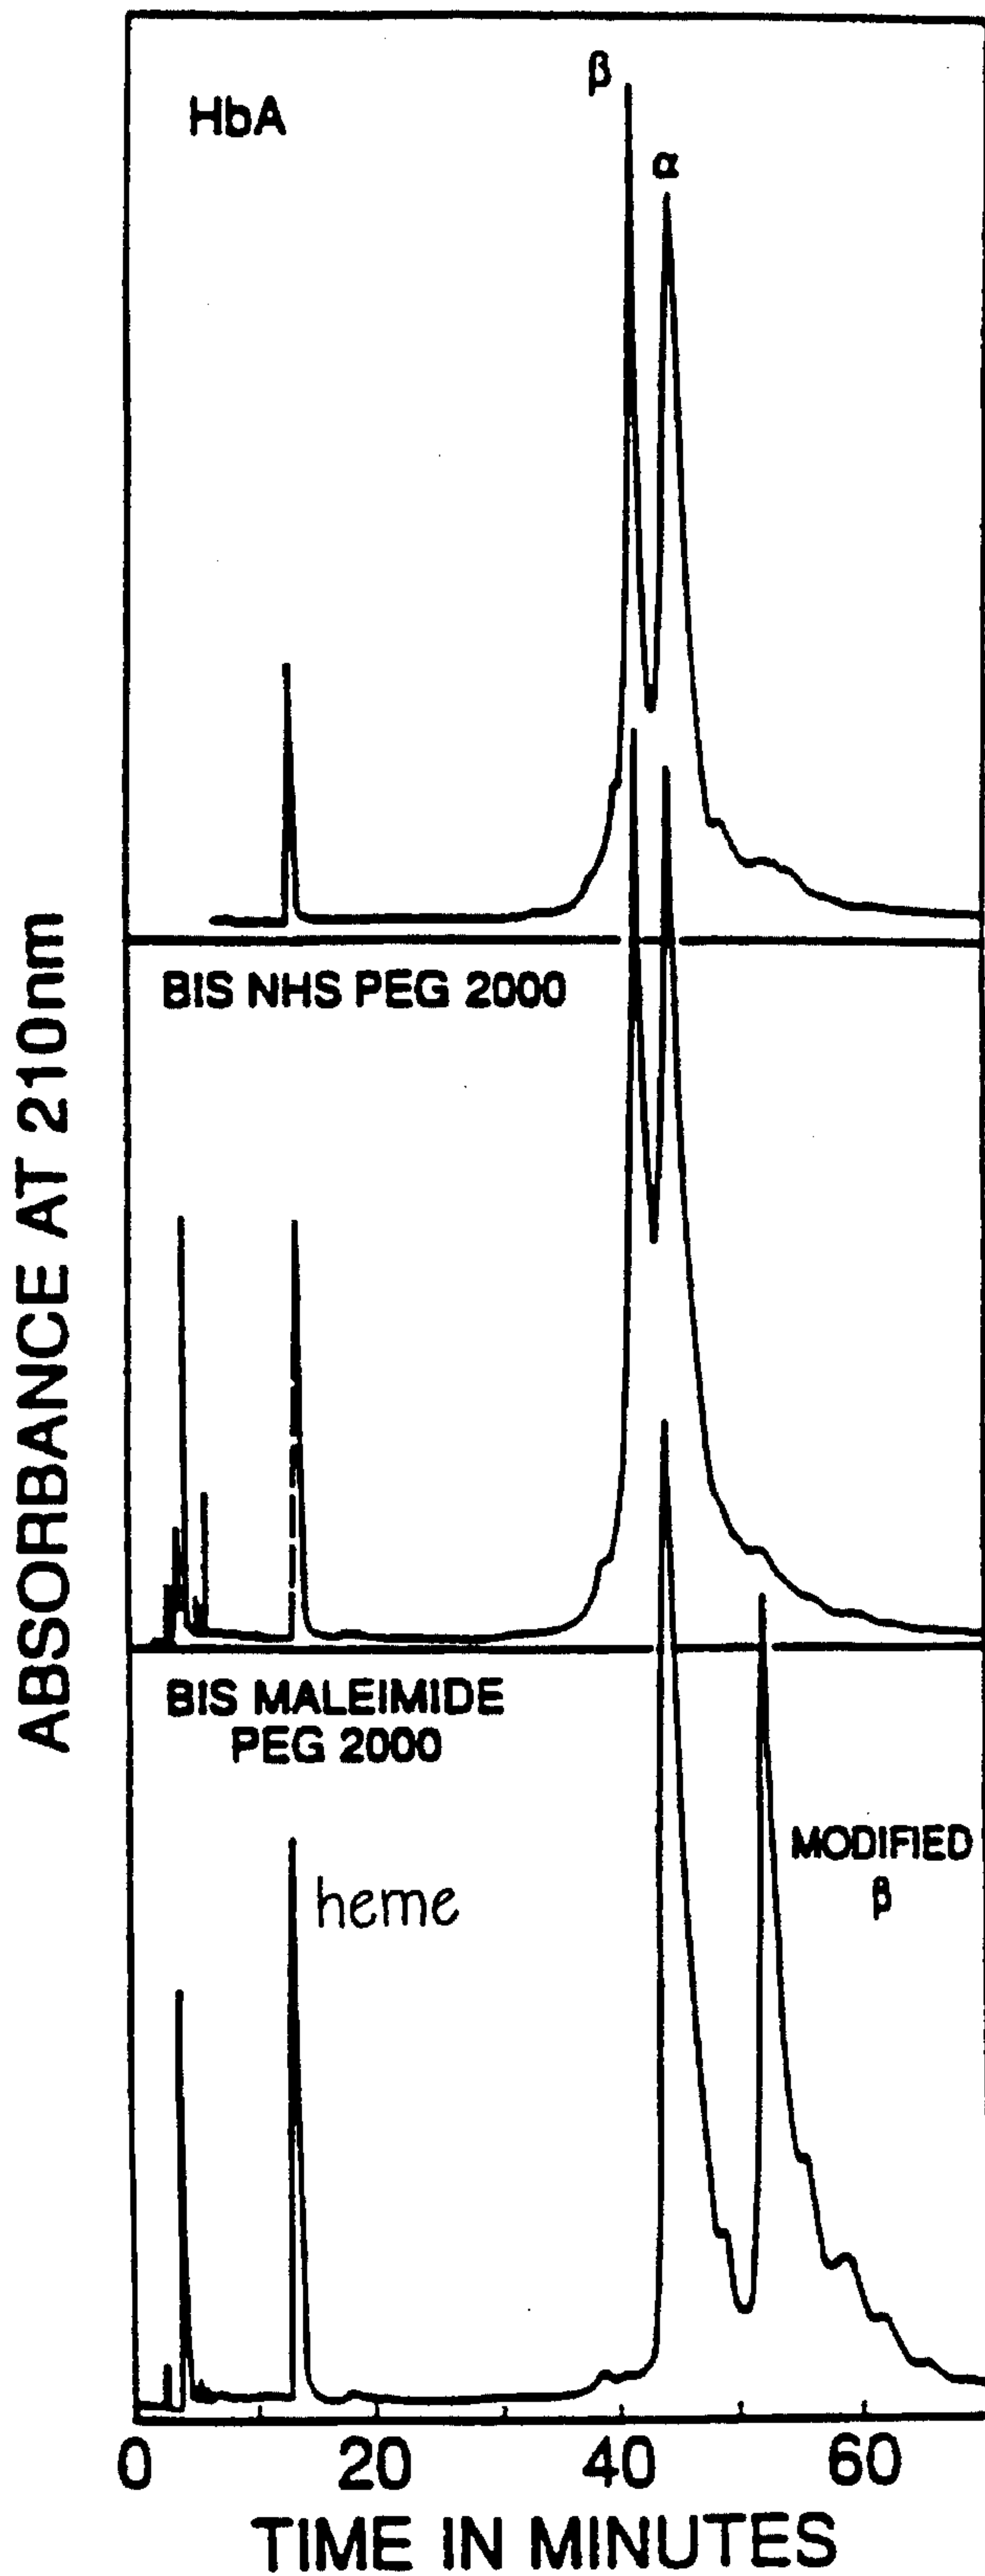 ABSORBANCE AT 210nm
HbA
β
α
BIS NHS PEG 2000
BIS MALEIMIDE
PEG 2000
heme
MODIFIED
β
0 20 40 60
TIME IN MINUTES